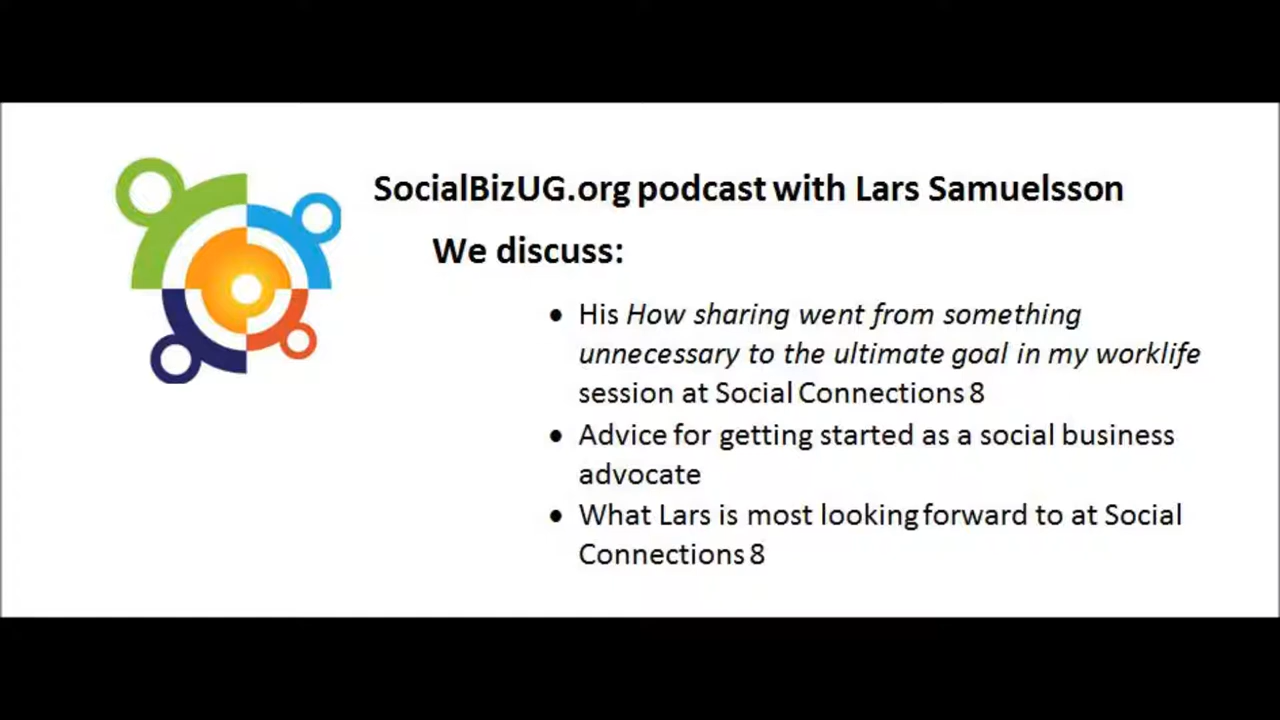 SocialBizUG.org podcast with Lars Samuelsson
We discuss:
• His How sharing went from something
unnecessary to the ultimate goal in my worklife
session at Social Connections 8
• Advice for getting started as a social business
advocate
• What Lars is most looking forward to at Social
Connections 8